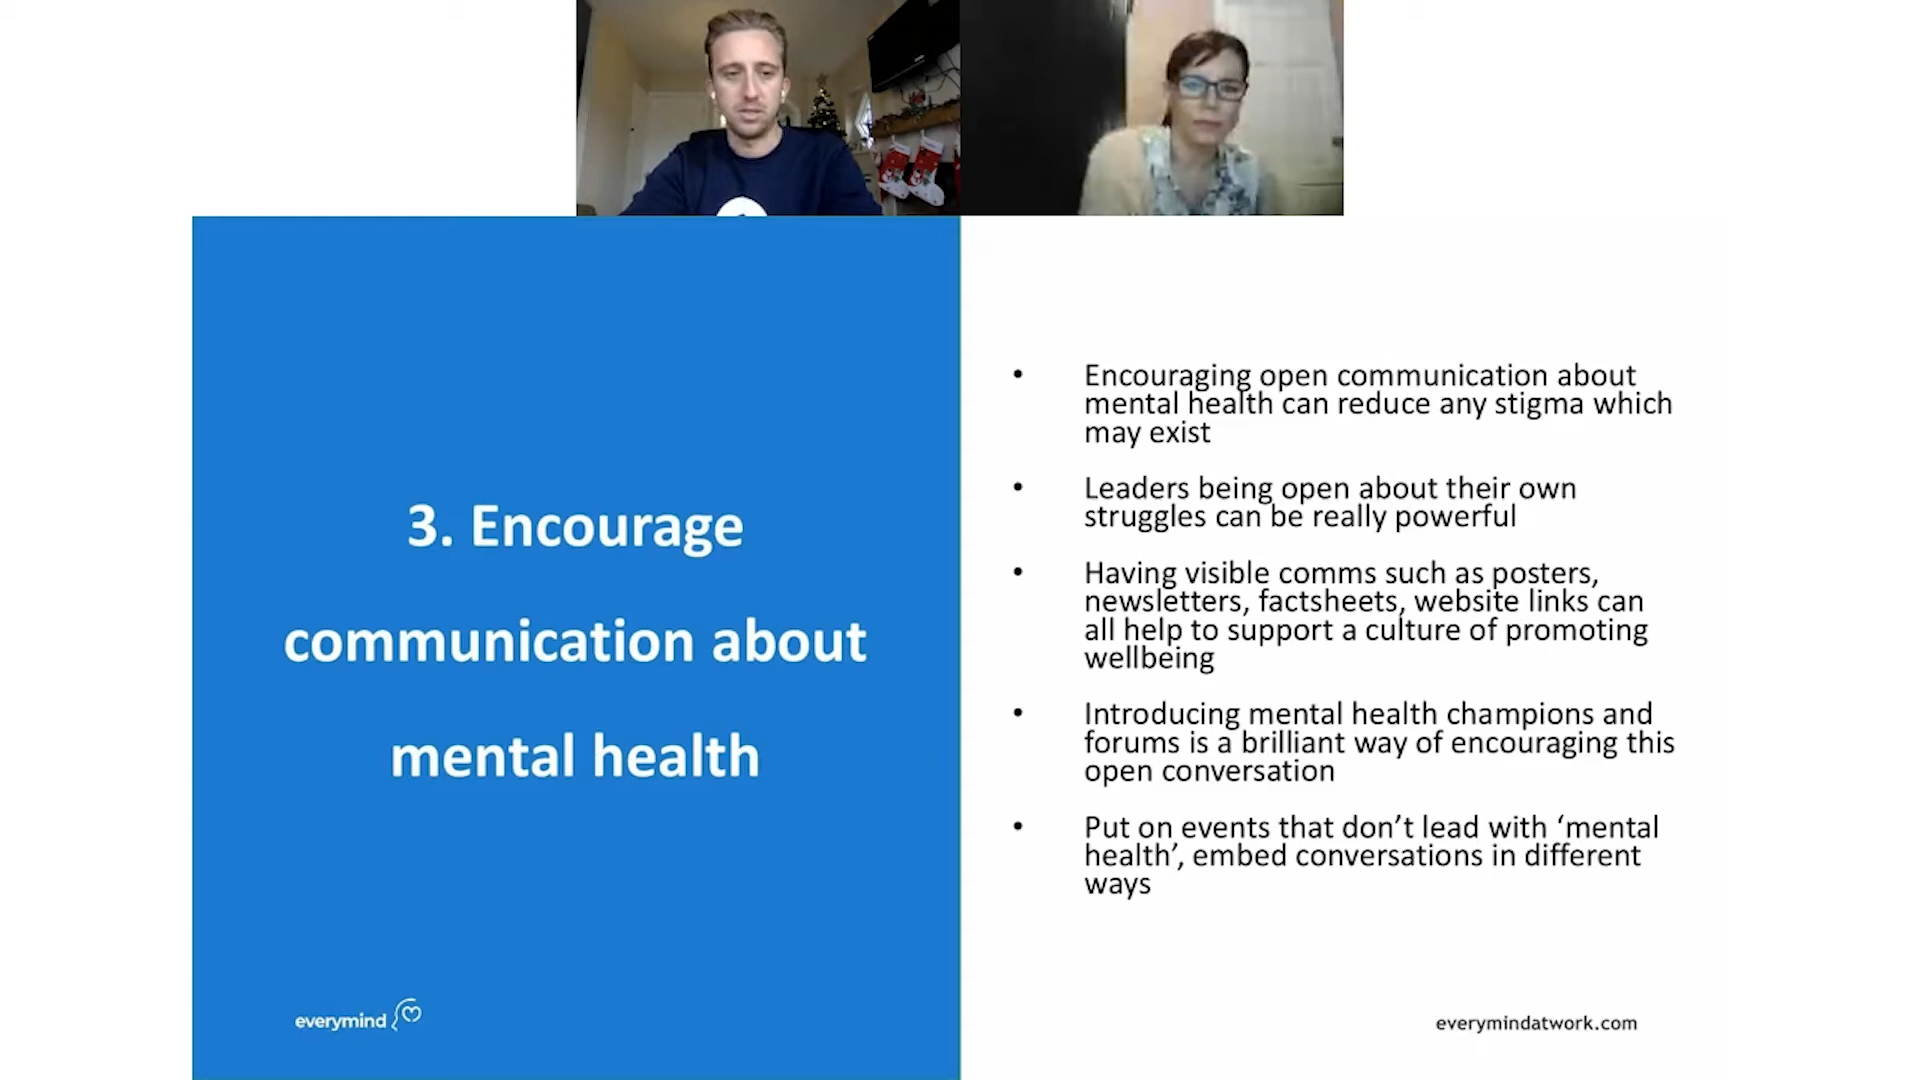 3. Encourage
communication about
mental health
everymind
• Encouraging open communication about
mental health can reduce any stigma which
may exist
• Leaders being open about their own
struggles can be really powerful
• Having visible comms such as posters,
newsletters, factsheets, website links can
all help to support a culture of promoting
wellbeing
• Introducing mental health champions and
forums is a brilliant way of encouraging this
open conversation
• Put on events that don’t lead with ‘mental
health’, embed conversations in different
ways
everymindatwork.com